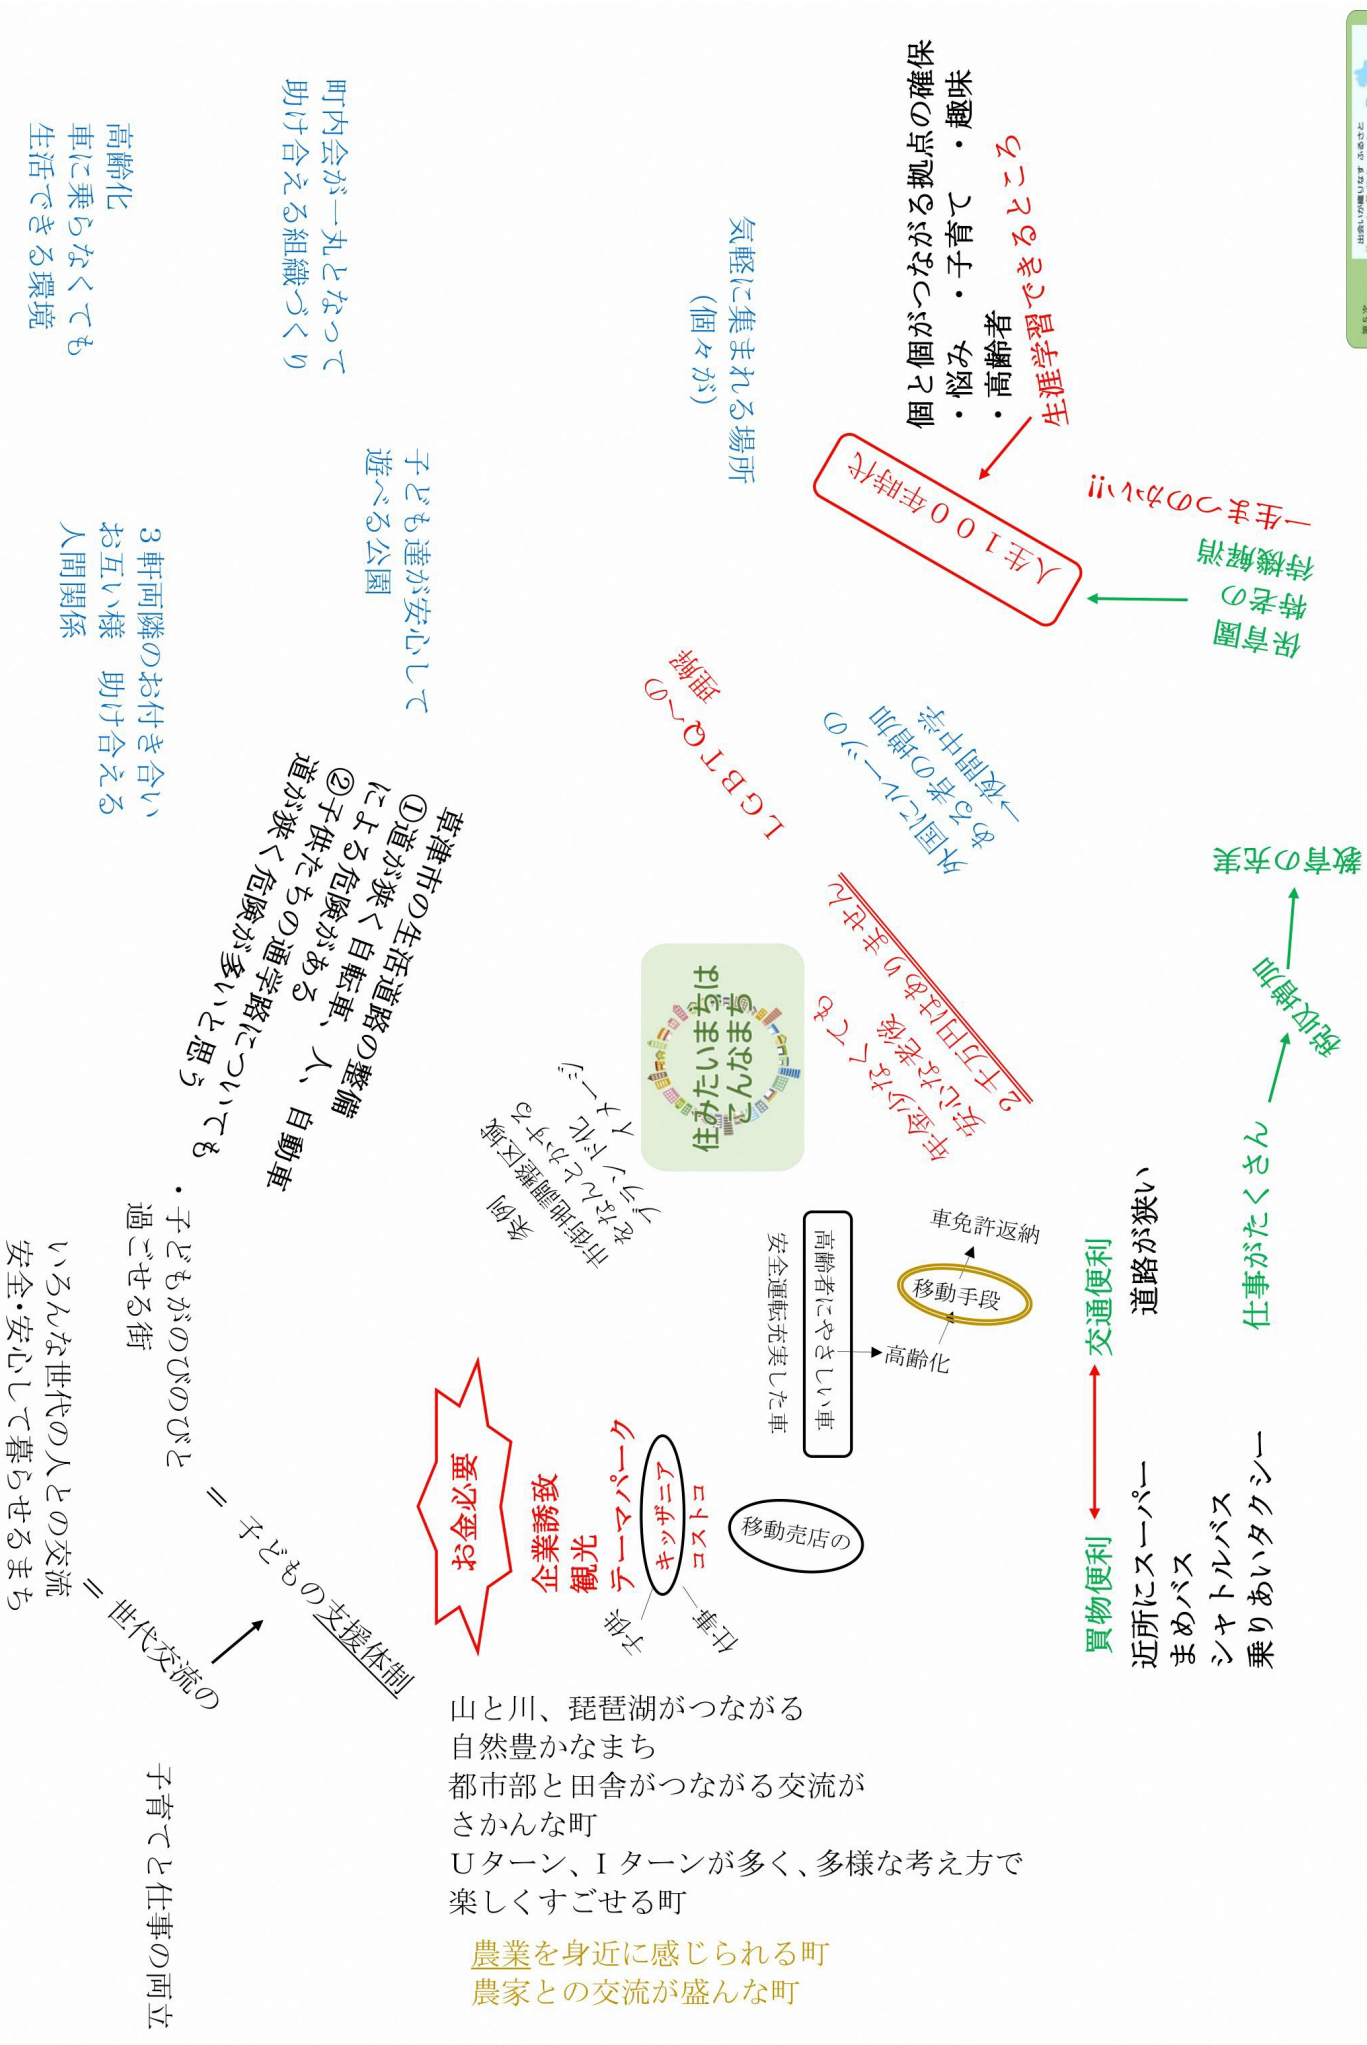 高齢化
車に乗らなくても
生活できる環境
町内会が一丸となって
助け合える組織づくり
気軽に集まれる場所
（個々が）
個と個がつながる拠点の確保
・悩み　・子育て　・趣味
・高齢者
生涯学習できるところ
人生１００年時代
一生まつのかい!!
保育園
特老の
待機解消
3軒両隣のお付き合い
お互い様　助け合える
人間関係
子ども達が安心して
遊べる公園
LGBTQへの
理解
外国にルーツの
ある者の増加
→夜間中学
草津市の生活道路の整備
①道が狭く自転車、人、自動車
による危険がある
②子供たちの通学路についても
道が狭く危険が多いと思う
住みたいまちは
こんなまち
年金少なくても
安心な老後
２千万円はありません
教育の充実
税収増加
仕事がたくさん
条例
市街地調整区域
をなんとかする
ブランド化
イメージ
・子どもがのびのびと
過ごせる街
いろんな世代の人との交流
安全・安心して暮らせるまち
＝ 子どもの支援体制
＝ 世代交流の
お金必要
企業誘致
観光
テーマパーク
キッザニア
コストコ
子供
仕事
移動売店の
高齢者にやさしい車
安全運転充実した車
高齢化
移動手段
車免許返納
交通便利
道路が狭い
買物便利
近所にスーパー
まめバス
シャトルバス
乗りあいタクシー
子育てと仕事の両立
山と川、琵琶湖がつながる
自然豊かなまち
都市部と田舎がつながる交流が
さかんな町
Uターン、Iターンが多く、多様な考え方で
楽しくすごせる町
農業を身近に感じられる町
農家との交流が盛んな町